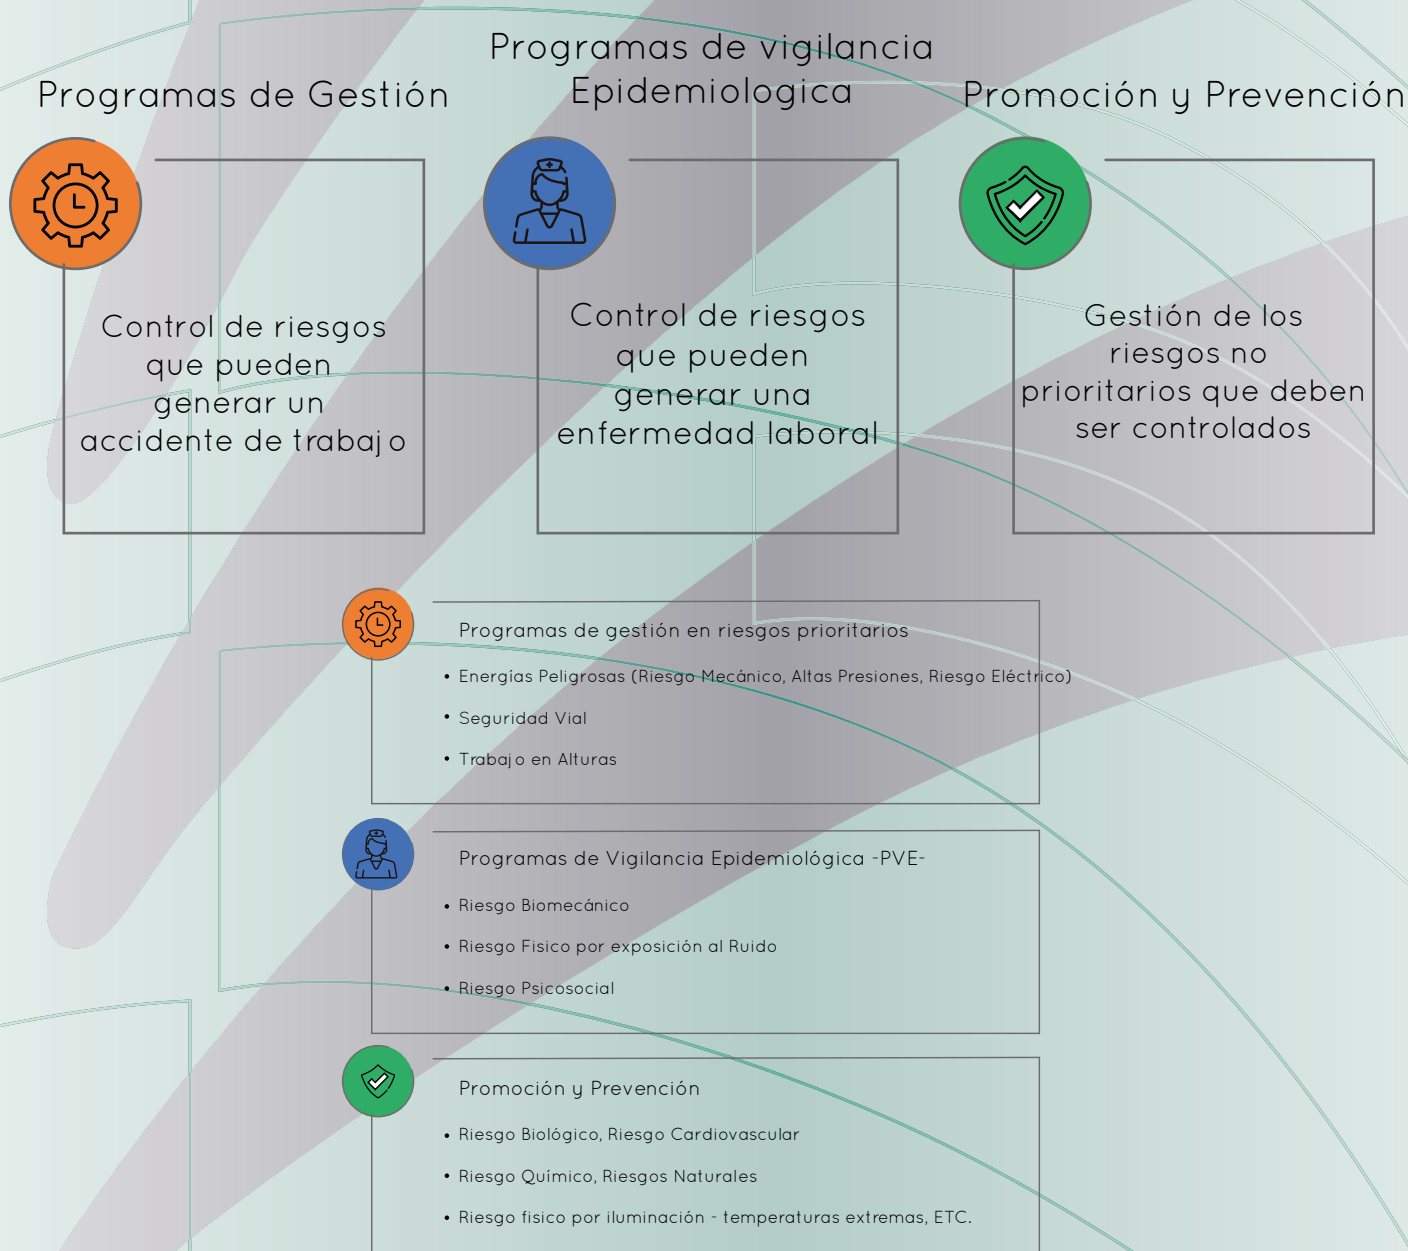 Programas de Gestión
Programas de vigilancia
Epidemiologica
Promoción y Prevención
Control de riesgos
que pueden
generar un
accidente de trabajo
Control de riesgos
que pueden
generar una
enfermedad laboral
Gestión de los
riesgos no
prioritarios que deben
ser controlados
Programas de gestión en riesgos prioritarios
• Energías Peligrosas (Riesgo Mecánico, Altas Presiones, Riesgo Eléctrico)
• Seguridad Vial
• Trabajo en Alturas
Programas de Vigilancia Epidemiológica -PVE-
• Riesgo Biomecánico
• Riesgo Fisico por exposición al Ruido
• Riesgo Psicosocial
Promoción y Prevención
• Riesgo Biológico, Riesgo Cardiovascular
• Riesgo Químico, Riesgos Naturales
• Riesgo fisico por iluminación - temperaturas extremas, ETC.